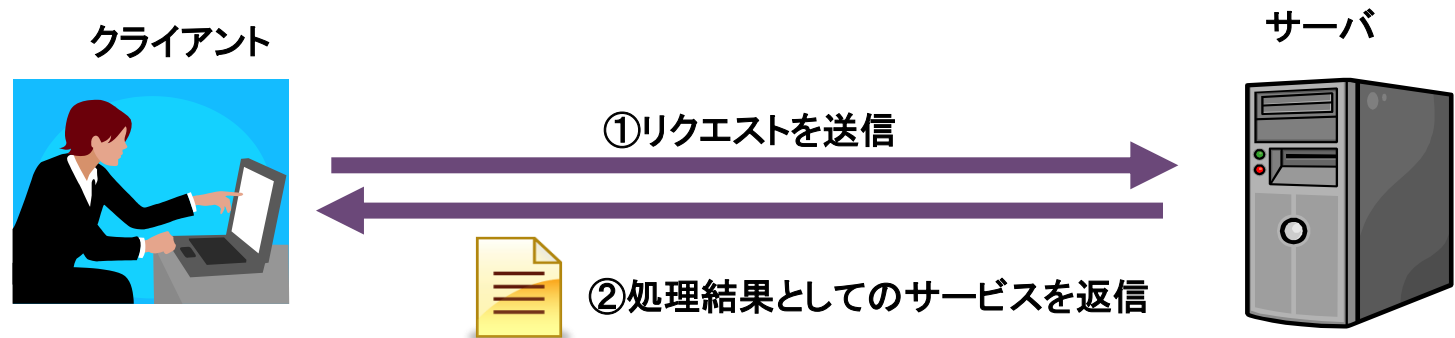 クライアント
サーバ
①リクエストを送信
②処理結果としてのサービスを返信